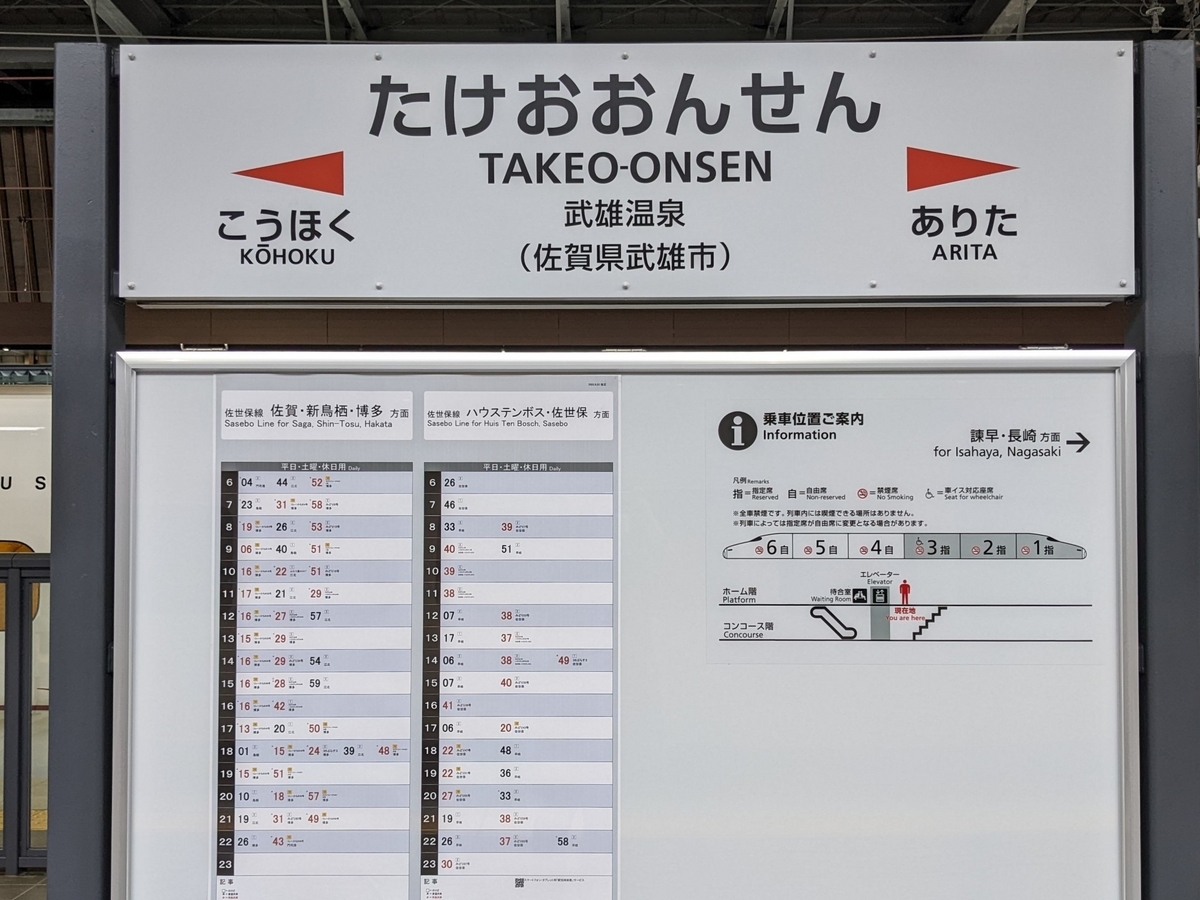 たけおおんせん
TAKEO-ONSEN
武雄温泉
（佐賀県武雄市）
こうほく
KŌHOKU
ありた
ARITA
U S
佐世保線 佐賀・新鳥栖・博多 方面
Sasebo Line for Saga, Shin-Tosu, Hakata
平日・土曜・休日用 Daily
6 04 44 52
7 23 31 58
8 19 26 53
9 06 40 51
10 16 22 51
11 17 21 29
12 16 27 57
13 15 29
14 16 29 54
15 16 28 59
16 16 42
17 13 20 50
18 01 15 24 39 48
19 15 51
20 10 18 57
21 19 31 49
22 26 43
23
記事
佐世保線 ハウステンボス・佐世保 方面
Sasebo Line for Huis Ten Bosch, Sasebo
平日・土曜・休日用 Daily
6 26
7 46
8 33 39
9 40 51
10 39
11 38
12 07 38
13 17 37
14 06 38 49
15 07 40
16 41
17 06 20
18 22 48
19 22 36
20 27 33
21 19 38
22 26 37 58
23 30
記事
乗車位置ご案内
Information
諫早・長崎 方面
for Isahaya, Nagasaki
凡例 Remarks
指＝指定席 Reserved
自＝自由席 Non-reserved
＝禁煙席 No Smoking
＝車イス対応座席 Seat for wheelchair
※全車禁煙です。列車内には喫煙できる場所はありません。
※列車によっては指定席が自由席に変更となる場合があります。
6自 5自 4自 3指 2指 1指
エレベーター
Elevator
待合室
Waiting Room
ホーム階
Platform
現在地
You are here
コンコース階
Concourse